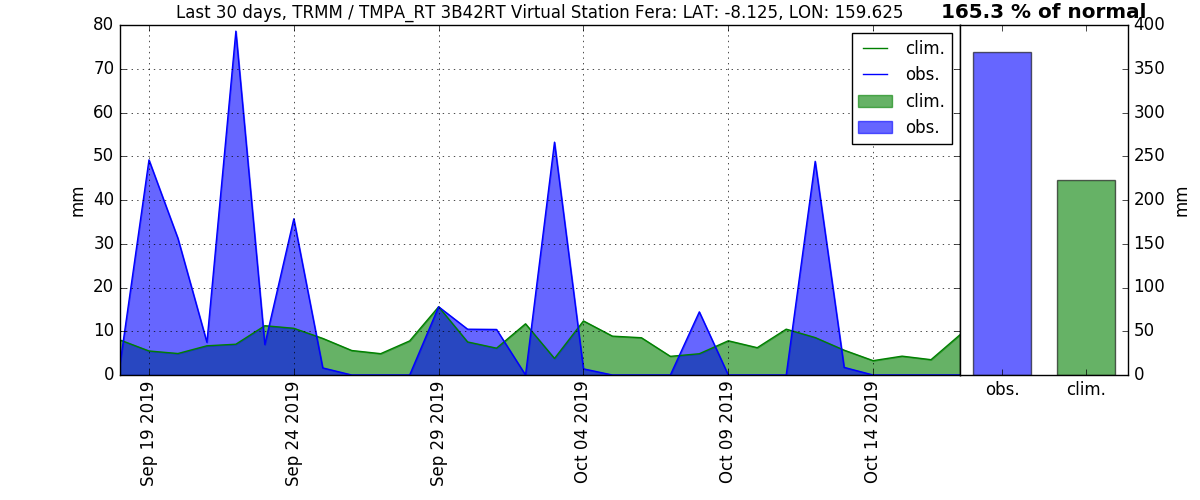 Last 30 days, TRMM / TMPA_RT 3B42RT Virtual Station Fera: LAT: -8.125, LON: 159.625
165.3 % of normal
80
70
60
50
40
30
20
10
0
mm
clim.
obs.
clim.
obs.
Sep 19 2019
Sep 24 2019
Sep 29 2019
Oct 04 2019
Oct 09 2019
Oct 14 2019
400
350
300
250
200
150
100
50
0
mm
obs.
clim.